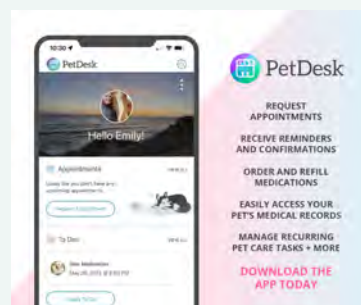 10:30
PetDesk
Hello Emily!
Appointments
To Dos
PetDesk
REQUEST
APPOINTMENTS
RECEIVE REMINDERS
AND CONFIRMATIONS
ORDER AND REFILL
MEDICATIONS
EASILY ACCESS YOUR
PET'S MEDICAL RECORDS
MANAGE RECURRING
PET CARE TASKS + MORE
DOWNLOAD THE
APP TODAY